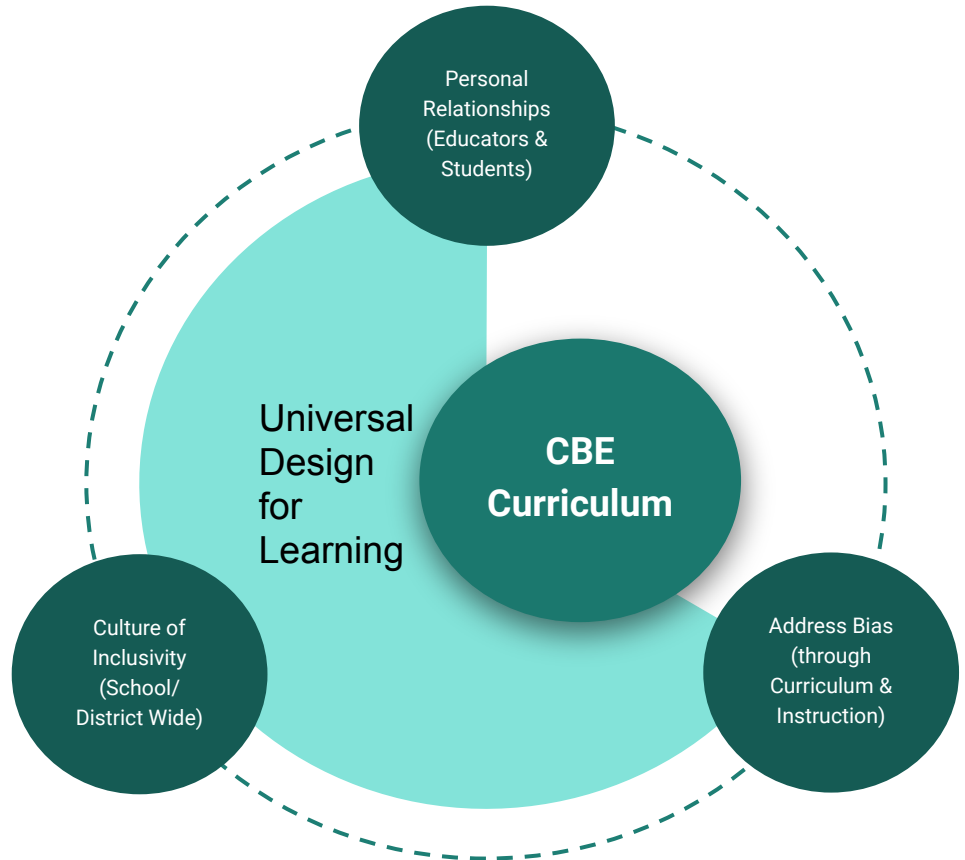 Personal
Relationships
(Educators &
Students)
Universal
Design
for
Learning
CBE
Curriculum
Culture of
Inclusivity
(School/
District Wide)
Address Bias
(through
Curriculum &
Instruction)